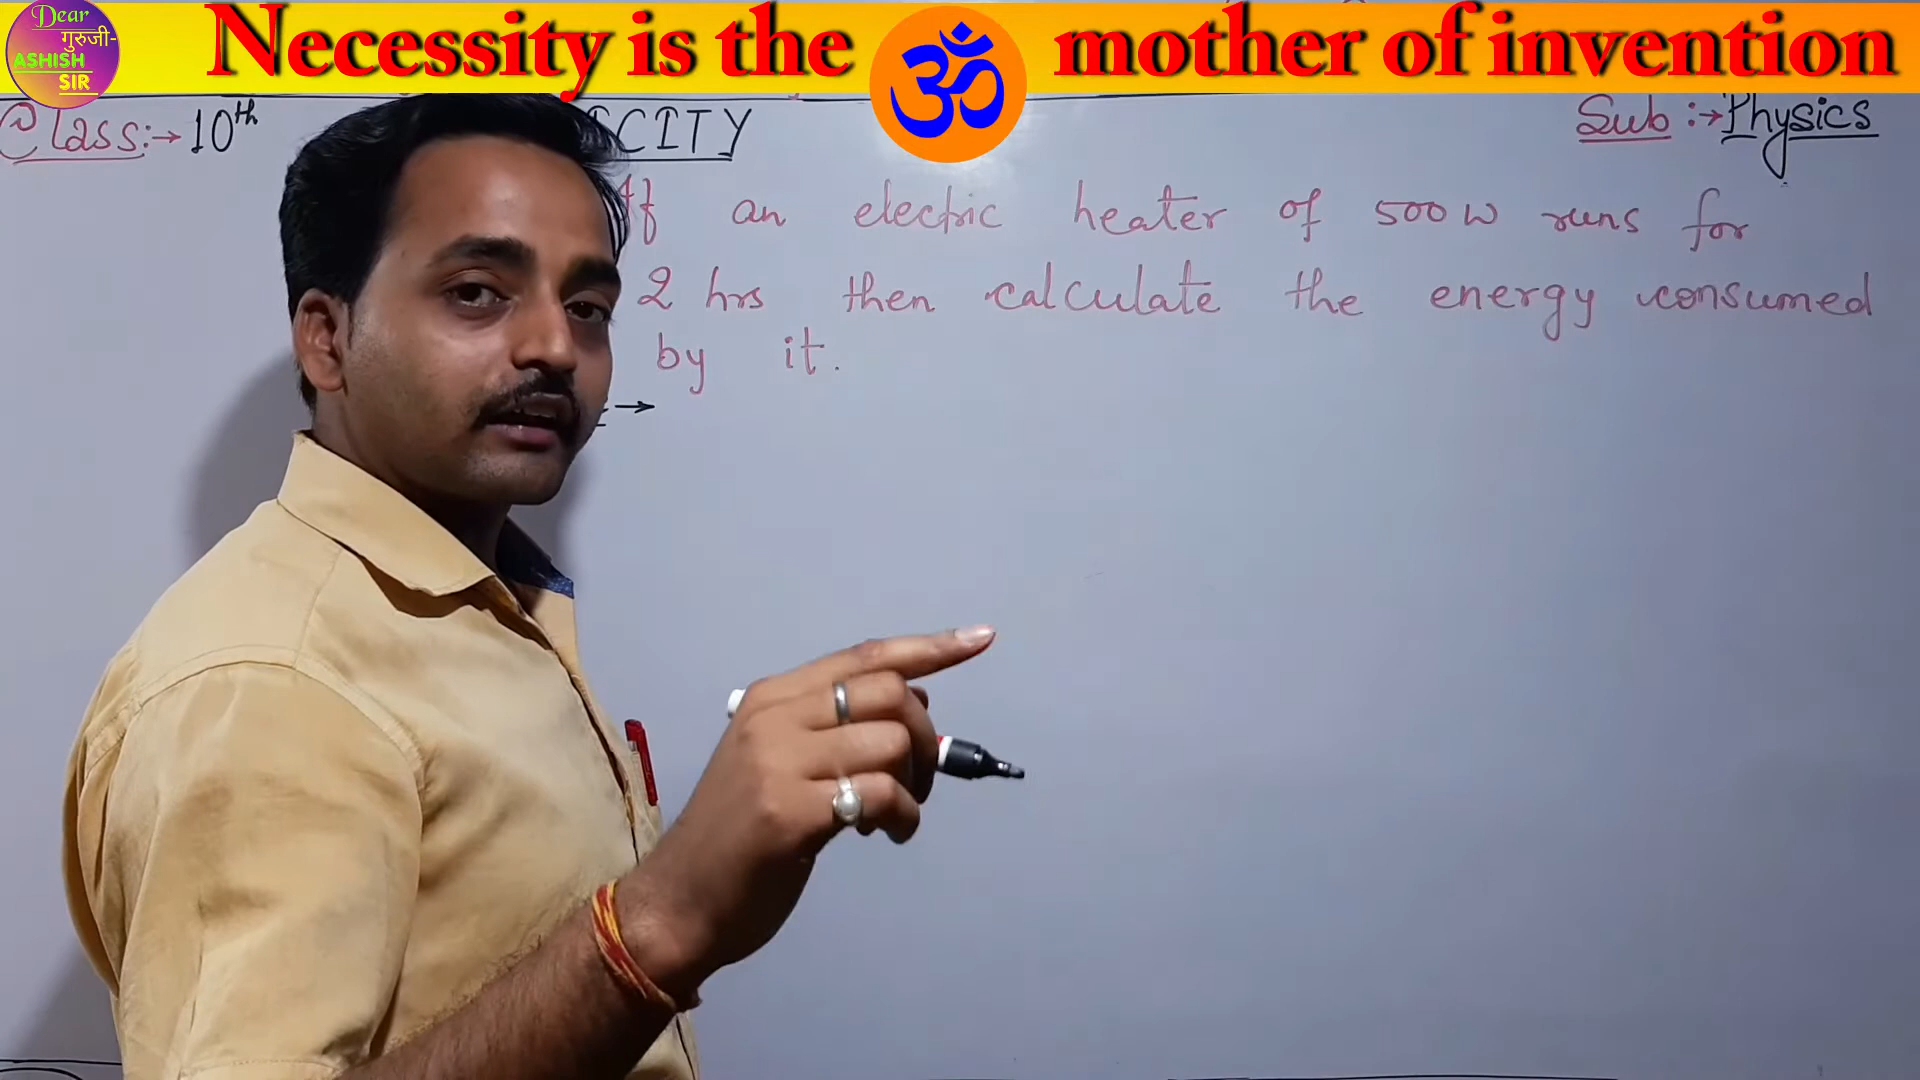 Dear
गुरुजी-
ASHISH
SIR
Necessity is the ॐ mother of invention
Class:→ 10th
CITY
Sub:→ Physics
If an electric heater of 500 W runs for
2 hrs then calculate the energy consumed
by it.
→